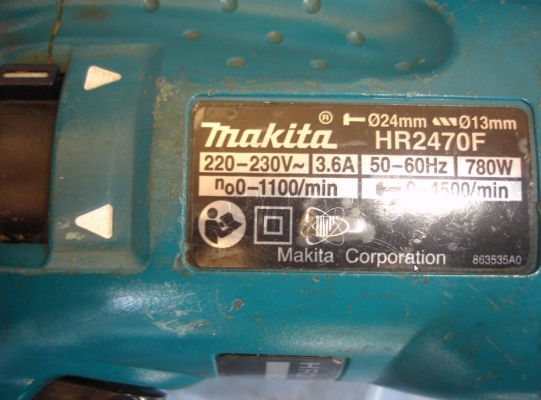 makita® Ø24mm Ø13mm
HR2470F
220-230V~ 3.6A 50-60Hz 780W
no0-1100/min 0-4500/min
Makita Corporation 863535A0